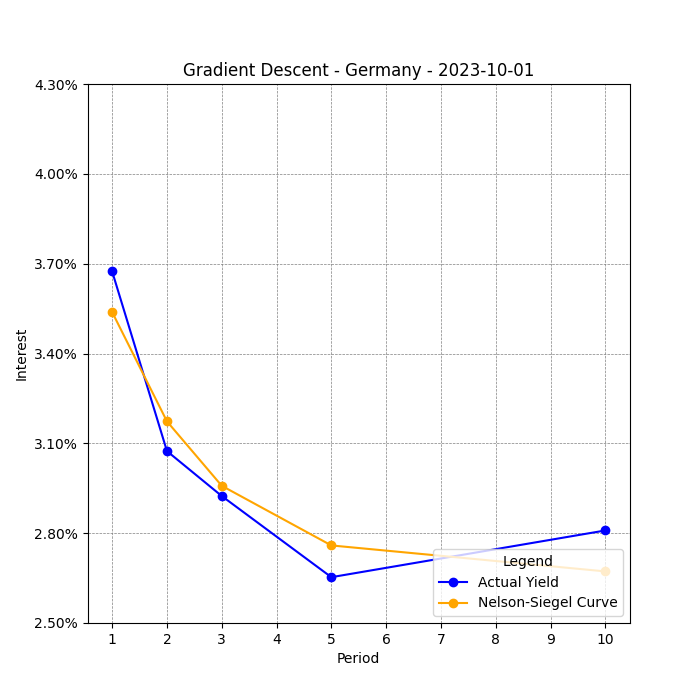 Gradient Descent - Germany - 2023-10-01
4.30%
4.00%
3.70%
3.40%
3.10%
2.80%
2.50%
Interest
1 2 3 4 5 6 7 8 9 10
Period
Legend
Actual Yield
Nelson-Siegel Curve